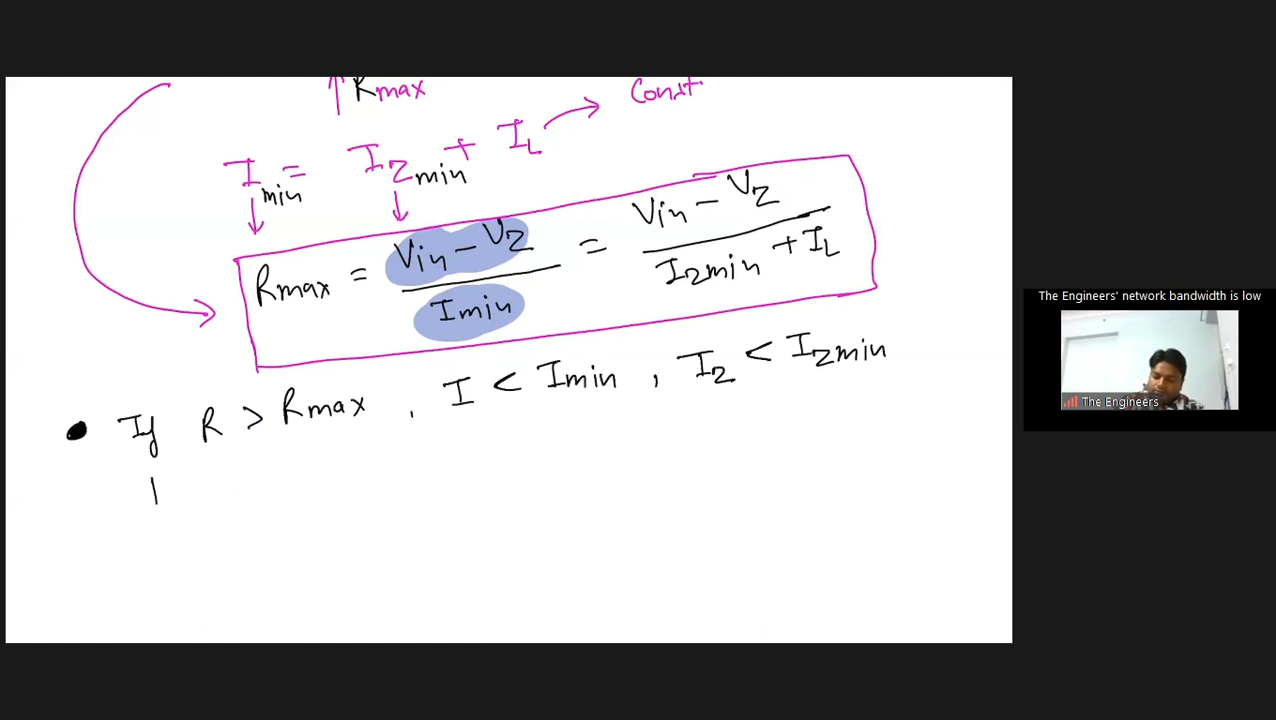 ↑ Rmax
Const.
Imin = IZmin + IL
Rmax = Vin - VZ / Imin = Vin - VZ / IZmin + IL
• If R > Rmax , I < Imin , IZ < IZmin
The Engineers' network bandwidth is low
The Engineers